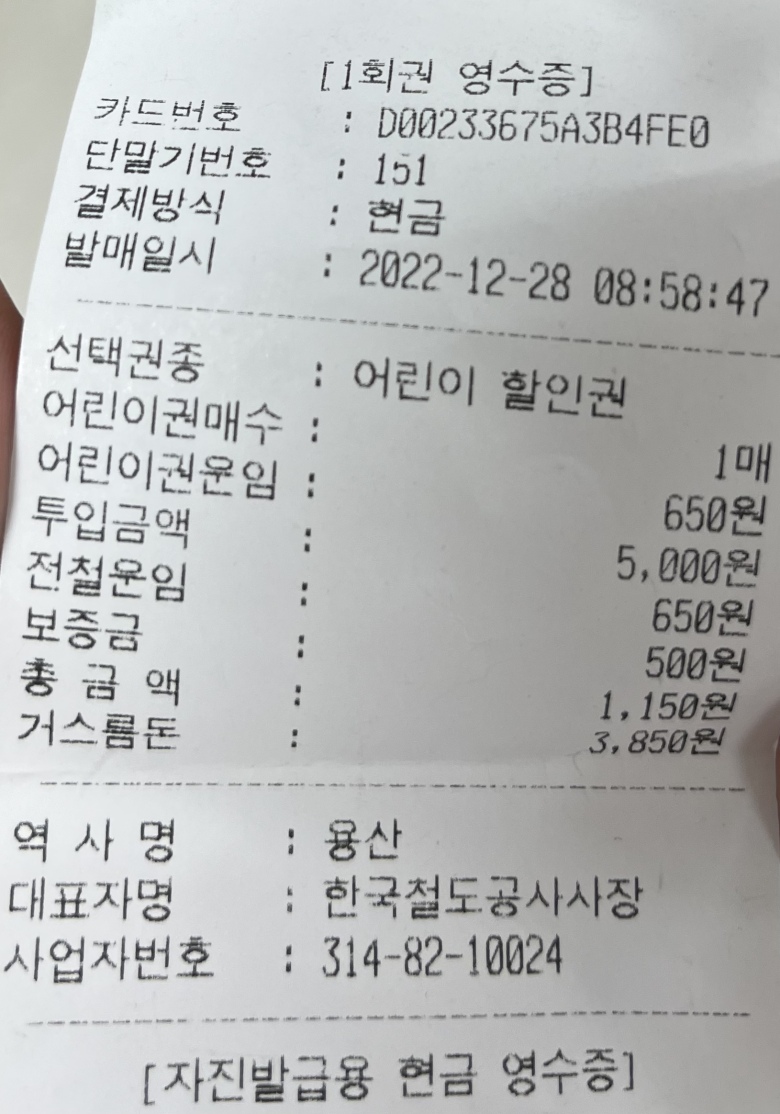 [1회권 영수증]
카드번호 : D00233675A3B4FE0
단말기번호 : 151
결제방식 : 현금
발매일시 : 2022-12-28 08:58:47
선택권종 : 어린이 할인권
어린이권매수 : 1매
어린이권운임 : 650원
투입금액 : 5,000원
전철운임 : 650원
보증금 : 500원
총 금 액 : 1,150원
거스름돈 : 3,850원
역 사 명 : 용산
대표자명 : 한국철도공사사장
사업자번호 : 314-82-10024
[자진발급용 현금 영수증]